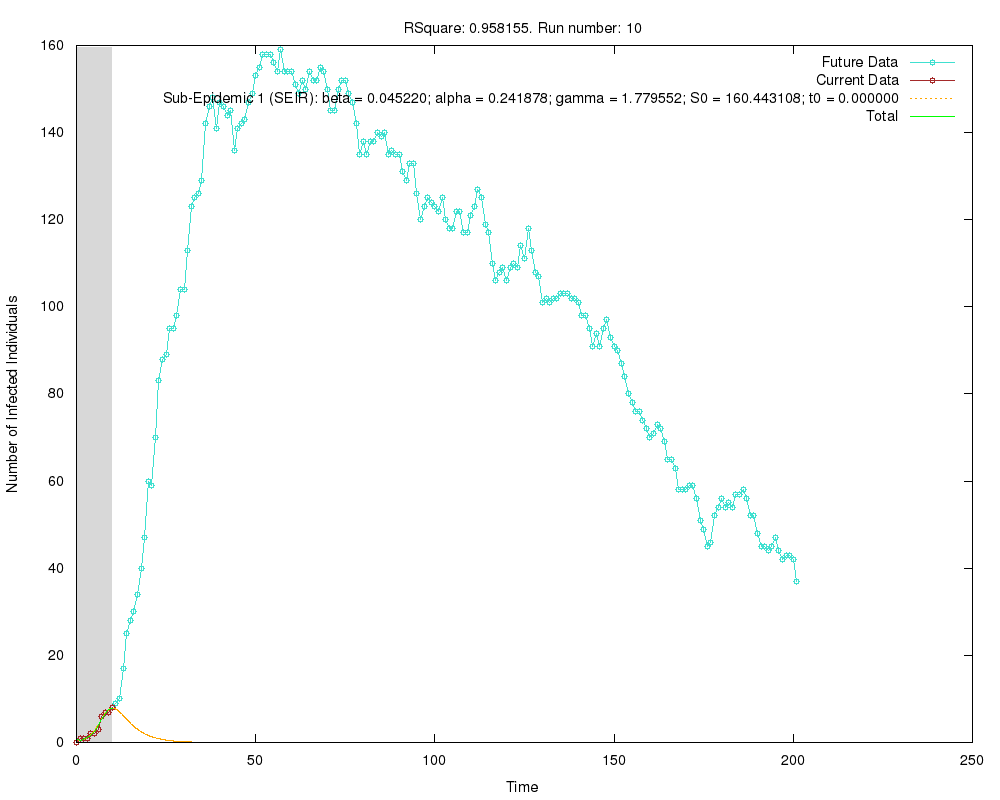 RSquare: 0.958155. Run number: 10
Future Data
Current Data
Sub-Epidemic 1 (SEIR): beta = 0.045220; alpha = 0.241878; gamma = 1.779552; S0 = 160.443108; t0 = 0.000000
Total
160
140
120
100
80
60
40
20
0
Number of Infected Individuals
0 50 100 150 200 250
Time